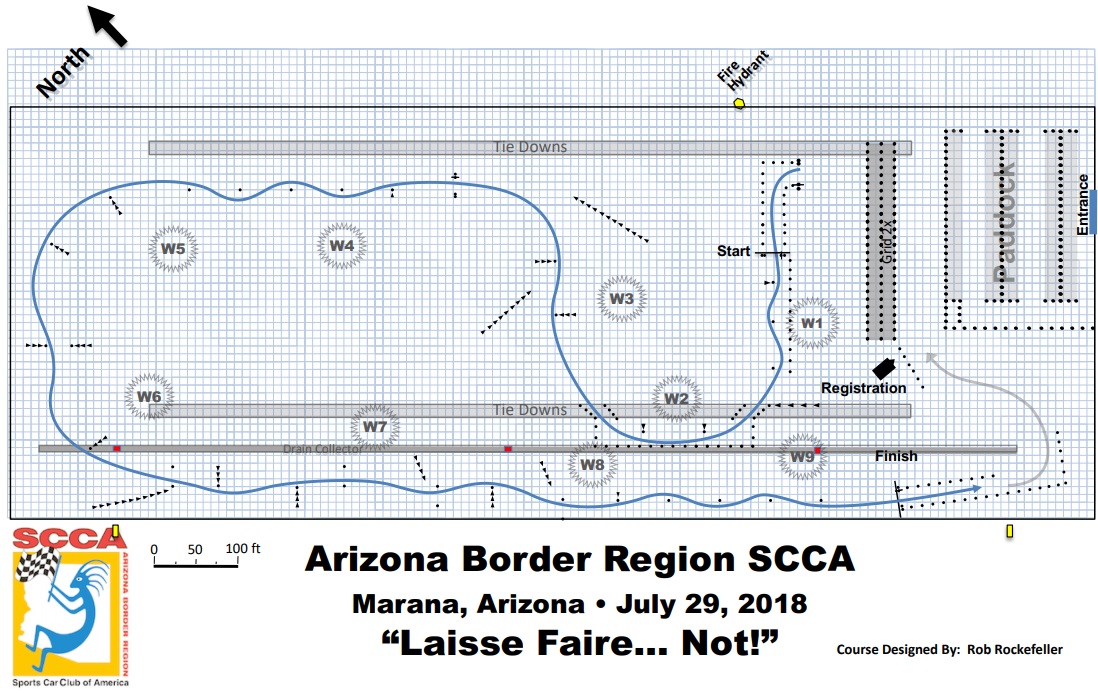 North
Fire
Hydrant
Tie Downs
Paddock
Entrance
Grid 2x
W5
W4
Start
W3
W1
Registration
W6
W2
Tie Downs
W7
Drain Collector
W8
W9
Finish
SCCA
ARIZONA BORDER REGION
Sports Car Club of America
0 50 100 ft
Arizona Border Region SCCA
Marana, Arizona • July 29, 2018
“Laisse Faire... Not!”
Course Designed By: Rob Rockefeller